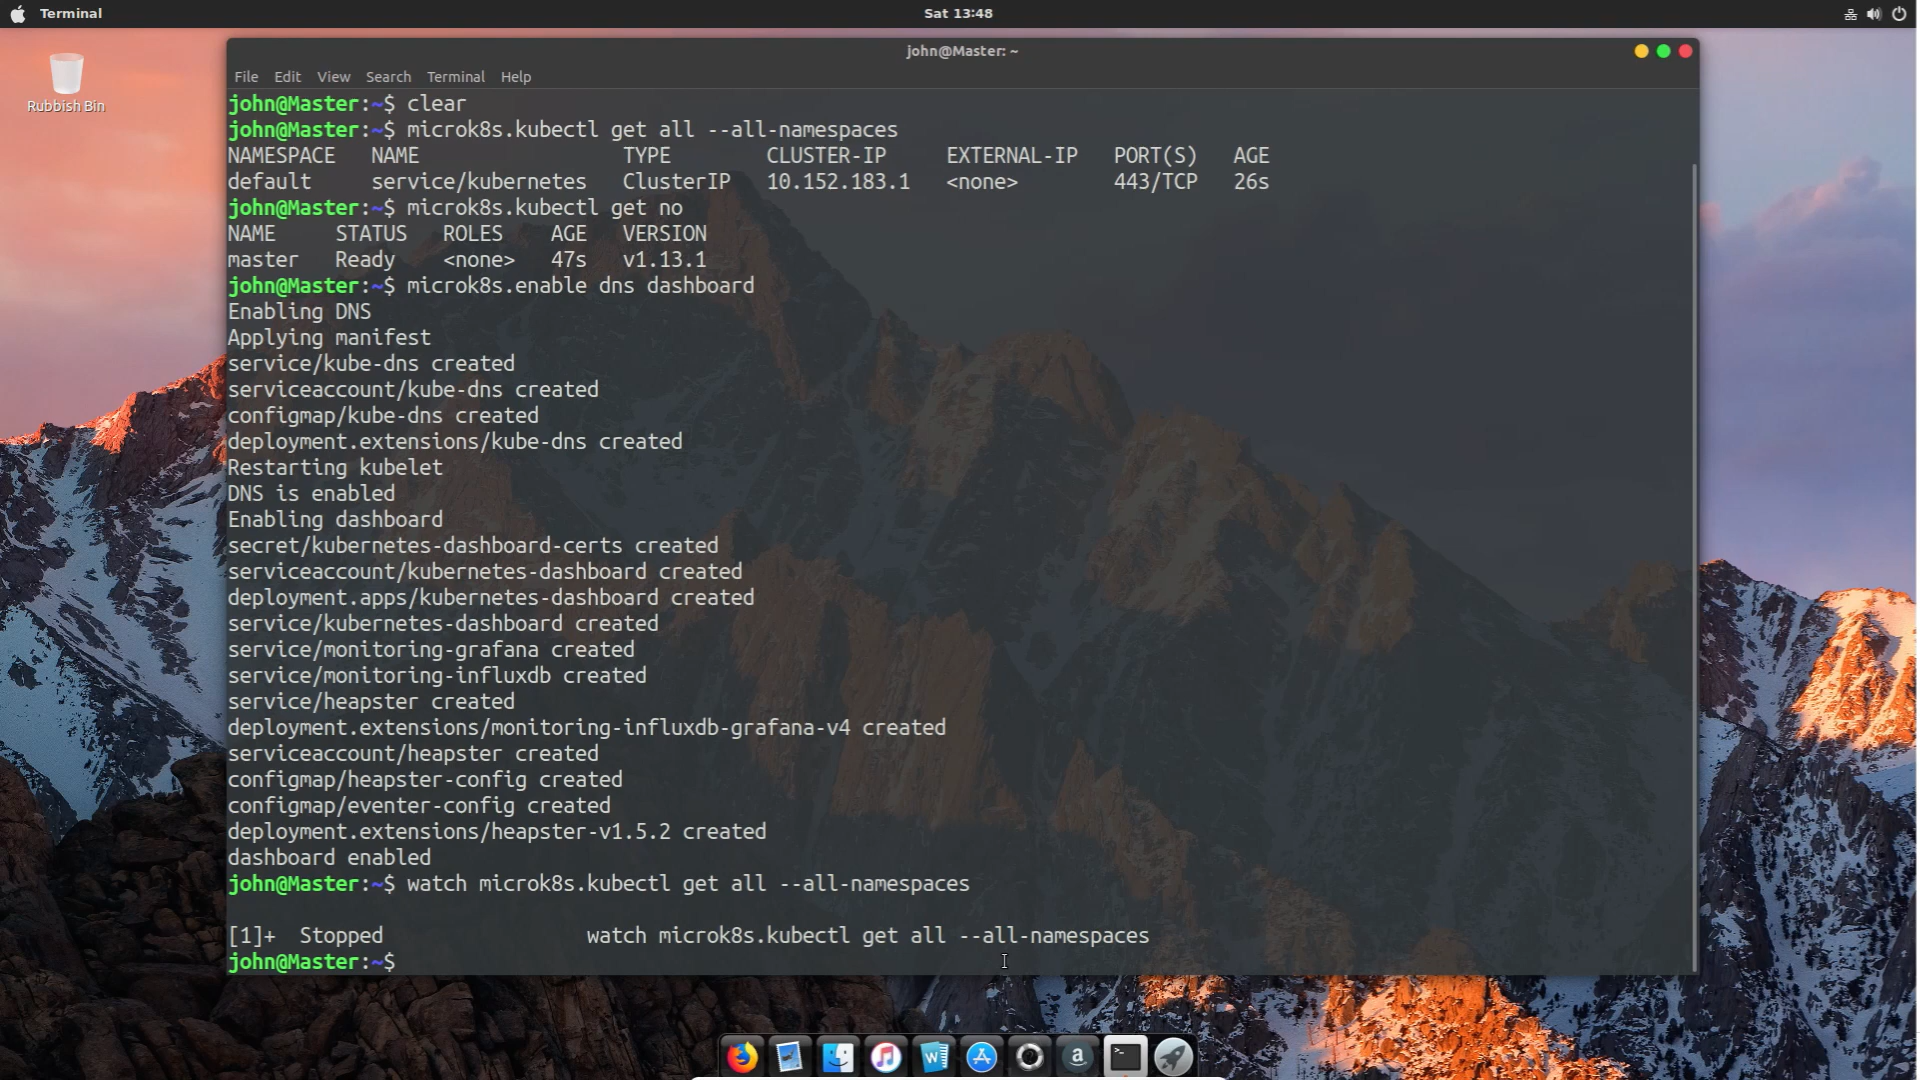 Terminal
Sat 13:48
Rubbish Bin
john@Master: ~
File Edit View Search Terminal Help
john@Master:~$ clear
john@Master:~$ microk8s.kubectl get all --all-namespaces
NAMESPACE NAME TYPE CLUSTER-IP EXTERNAL-IP PORT(S) AGE
default service/kubernetes ClusterIP 10.152.183.1 <none> 443/TCP 26s
john@Master:~$ microk8s.kubectl get no
NAME STATUS ROLES AGE VERSION
master Ready <none> 47s v1.13.1
john@Master:~$ microk8s.enable dns dashboard
Enabling DNS
Applying manifest
service/kube-dns created
serviceaccount/kube-dns created
configmap/kube-dns created
deployment.extensions/kube-dns created
Restarting kubelet
DNS is enabled
Enabling dashboard
secret/kubernetes-dashboard-certs created
serviceaccount/kubernetes-dashboard created
deployment.apps/kubernetes-dashboard created
service/kubernetes-dashboard created
service/monitoring-grafana created
service/monitoring-influxdb created
service/heapster created
deployment.extensions/monitoring-influxdb-grafana-v4 created
serviceaccount/heapster created
configmap/heapster-config created
configmap/eventer-config created
deployment.extensions/heapster-v1.5.2 created
dashboard enabled
john@Master:~$ watch microk8s.kubectl get all --all-namespaces
[1]+ Stopped watch microk8s.kubectl get all --all-namespaces
john@Master:~$